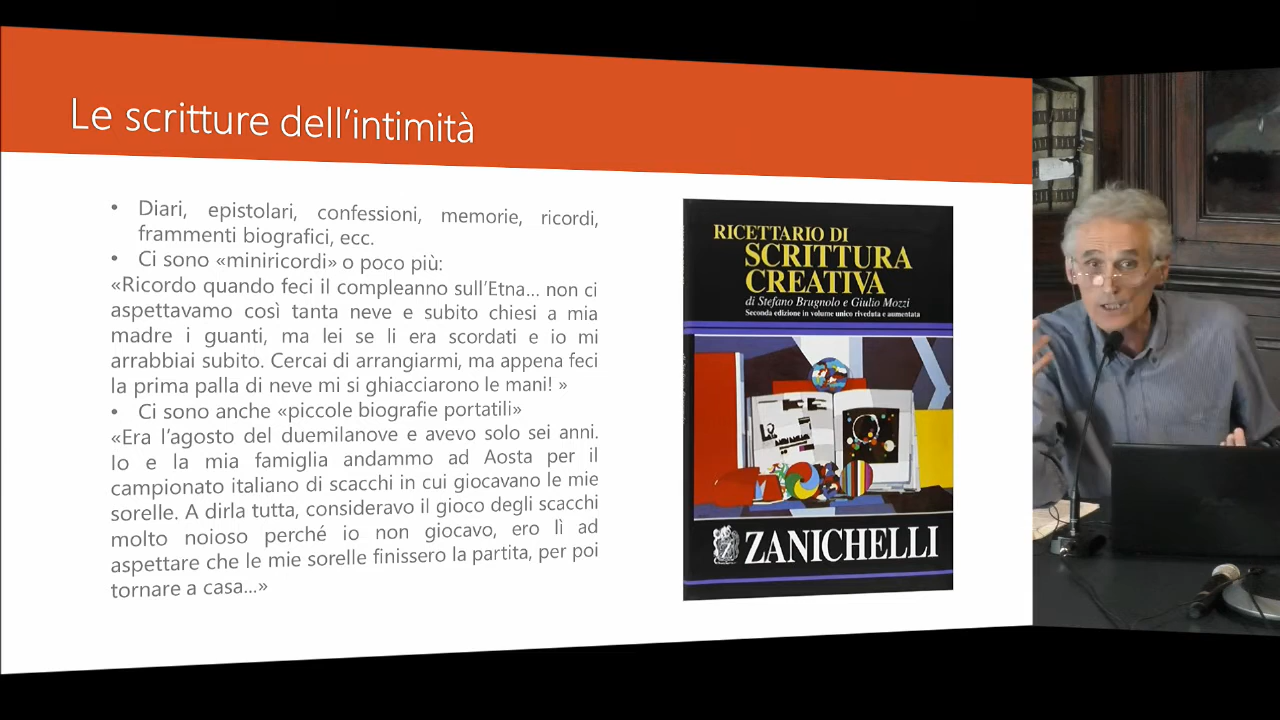 Le scritture dell'intimità
• Diari, epistolari, confessioni, memorie, ricordi,
frammenti biografici, ecc.
• Ci sono «miniricordi» o poco più:
«Ricordo quando feci il compleanno sull'Etna... non ci
aspettavamo così tanta neve e subito chiesi a mia
madre i guanti, ma lei se li era scordati e io mi
arrabbiai subito. Cercai di arrangiarmi, ma appena feci
la prima palla di neve mi si ghiacciarono le mani! »
• Ci sono anche «piccole biografie portatili»
«Era l'agosto del duemilanove e avevo solo sei anni.
Io e la mia famiglia andammo ad Aosta per il
campionato italiano di scacchi in cui giocavano le mie
sorelle. A dirla tutta, consideravo il gioco degli scacchi
molto noioso perché io non giocavo, ero lì ad
aspettare che le mie sorelle finissero la partita, per poi
tornare a casa...»
RICETTARIO DI
SCRITTURA
CREATIVA
di Stefano Brugnolo e Giulio Mozzi
Seconda edizione in volume unico riveduta e aumentata
ZANICHELLI